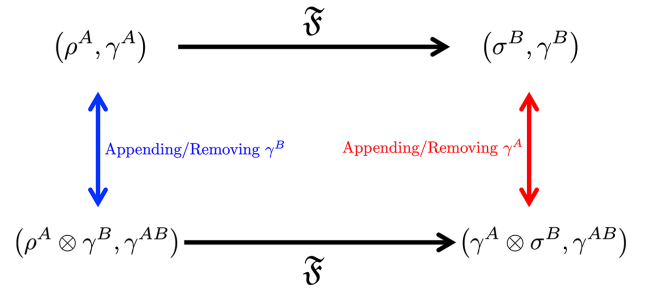 𝔉
(ρ^A, γ^A) (σ^B, γ^B)
Appending/Removing γ^B Appending/Removing γ^A
(ρ^A ⊗ γ^B, γ^{AB}) (γ^A ⊗ σ^B, γ^{AB})
𝔉